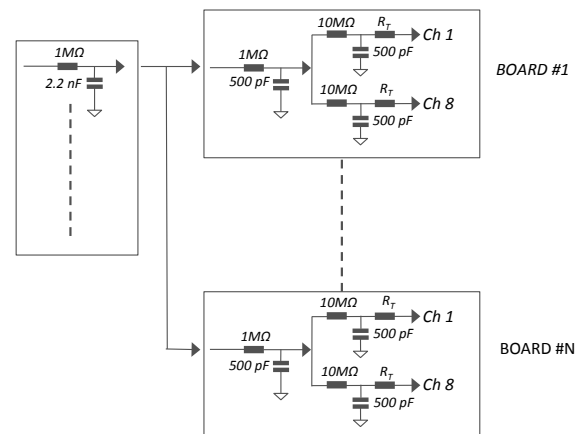 1MΩ
2.2 nF
10MΩ
R_T
Ch 1
1MΩ
500 pF
500 pF
10MΩ
R_T
Ch 8
500 pF
BOARD #1
10MΩ
R_T
Ch 1
1MΩ
500 pF
500 pF
10MΩ
R_T
Ch 8
500 pF
BOARD #N